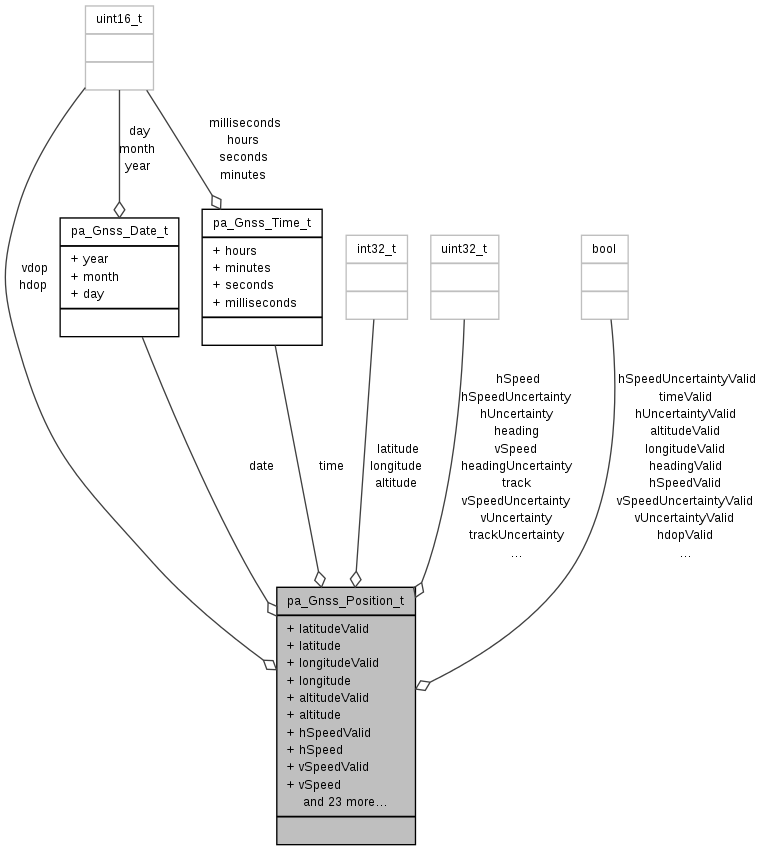 uint16_t
day
month
year
milliseconds
hours
seconds
minutes
pa_Gnss_Date_t
+ year
+ month
+ day
pa_Gnss_Time_t
+ hours
+ minutes
+ seconds
+ milliseconds
int32_t
uint32_t
bool
vdop
hdop
date
time
latitude
longitude
altitude
hSpeed
hSpeedUncertainty
hUncertainty
heading
vSpeed
headingUncertainty
track
vSpeedUncertainty
vUncertainty
trackUncertainty
...
hSpeedUncertaintyValid
timeValid
hUncertaintyValid
altitudeValid
longitudeValid
headingValid
hSpeedValid
vSpeedUncertaintyValid
vUncertaintyValid
hdopValid
...
pa_Gnss_Position_t
+ latitudeValid
+ latitude
+ longitudeValid
+ longitude
+ altitudeValid
+ altitude
+ hSpeedValid
+ hSpeed
+ vSpeedValid
+ vSpeed
and 23 more...